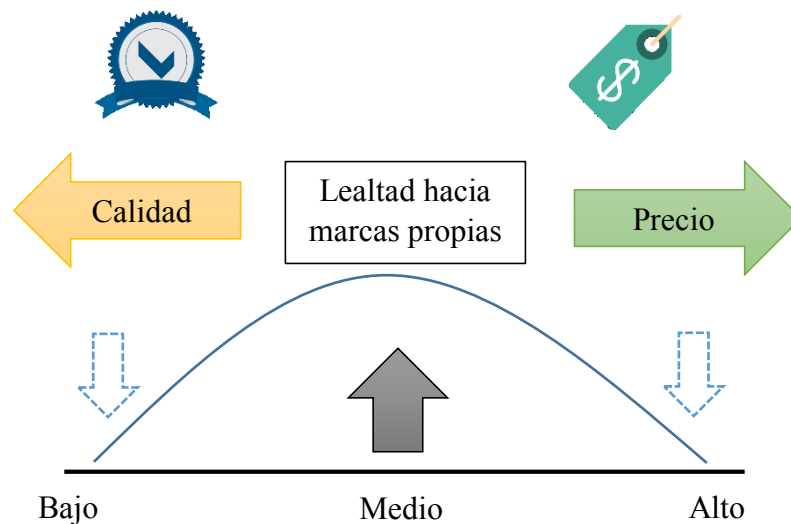 $
Calidad
Lealtad hacia
marcas propias
Precio
Bajo
Medio
Alto